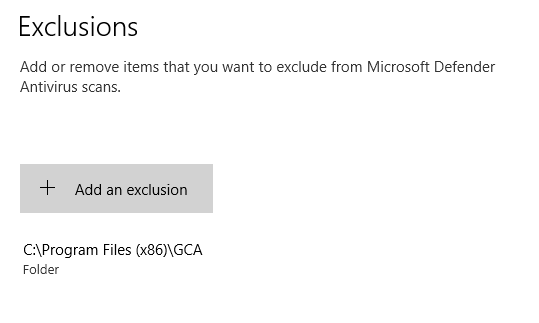 Exclusions
Add or remove items that you want to exclude from Microsoft Defender
Antivirus scans.
+ Add an exclusion
C:\Program Files (x86)\GCA
Folder